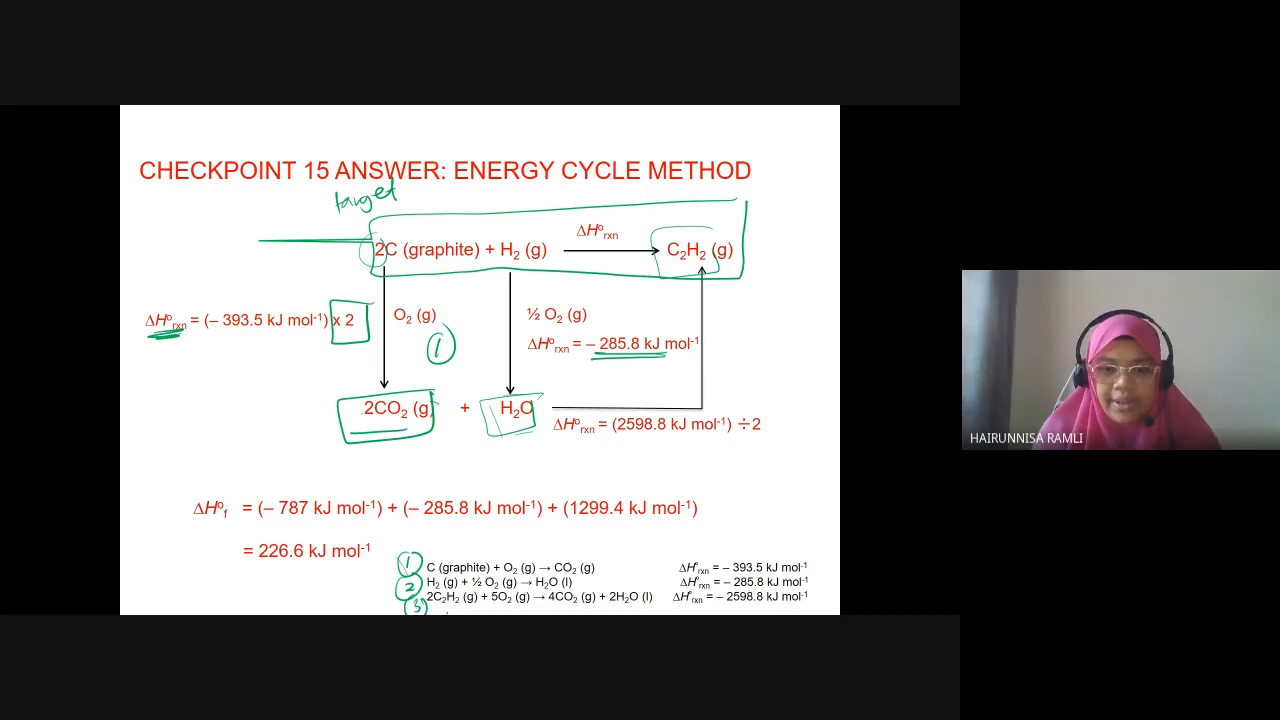 CHECKPOINT 15 ANSWER: ENERGY CYCLE METHOD
target
ΔH°rxn
2C (graphite) + H₂ (g) → C₂H₂ (g)
ΔH°rxn = (– 393.5 kJ mol⁻¹) x 2
O₂ (g)
1
½ O₂ (g)
ΔH°rxn = – 285.8 kJ mol⁻¹
2CO₂ (g) + H₂O
ΔH°rxn = (2598.8 kJ mol⁻¹) ÷2
ΔH°f = (– 787 kJ mol⁻¹) + (– 285.8 kJ mol⁻¹) + (1299.4 kJ mol⁻¹)
= 226.6 kJ mol⁻¹
1 C (graphite) + O₂ (g) → CO₂ (g) ΔH°rxn = – 393.5 kJ mol⁻¹
2 H₂ (g) + ½ O₂ (g) → H₂O (l) ΔH°rxn = – 285.8 kJ mol⁻¹
3 2C₂H₂ (g) + 5O₂ (g) → 4CO₂ (g) + 2H₂O (l) ΔH°rxn = – 2598.8 kJ mol⁻¹
HAIRUNNISA RAMLI